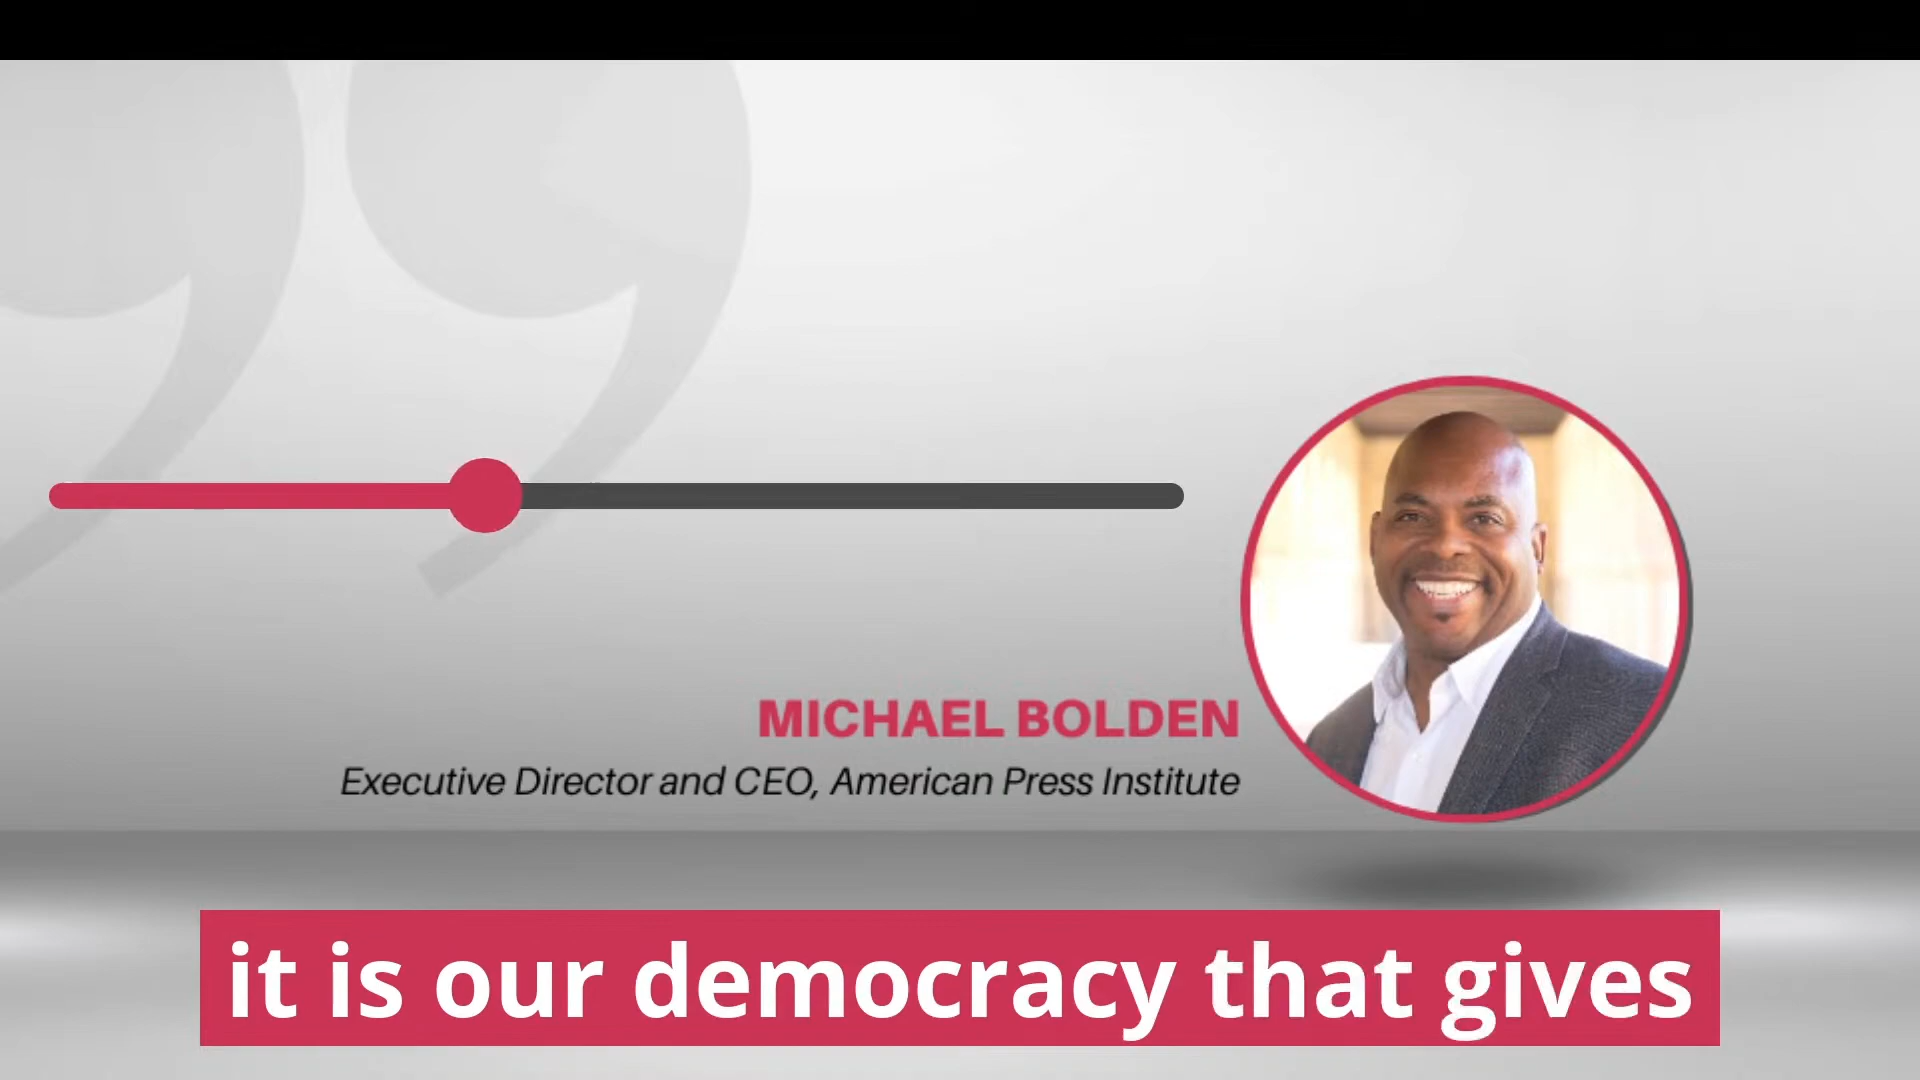 MICHAEL BOLDEN
Executive Director and CEO, American Press Institute
it is our democracy that gives